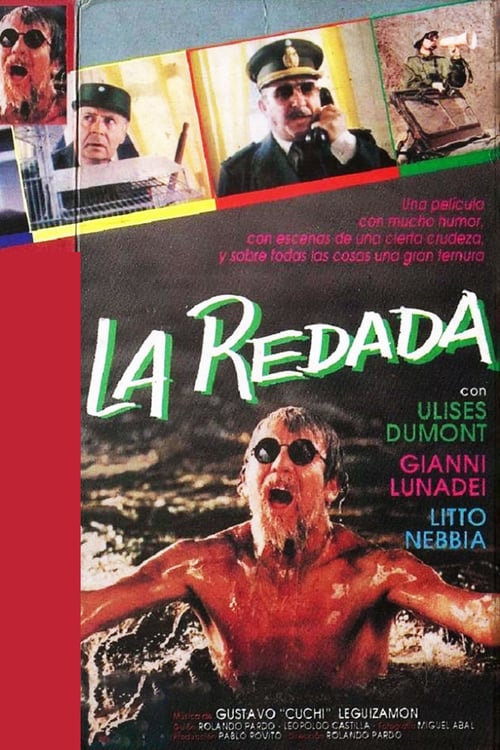 Una película
con mucho humor,
con escenas de una cierta crudeza,
y sobre todas las cosas una gran ternura
LA REDADA
con
ULISES
DUMONT
GIANNI
LUNADEI
LITTO
NEBBIA
Música de GUSTAVO "CUCHI" LEGUIZAMON
Guión ROLANDO PARDO - LEOPOLDO CASTILLA - Fotografía MIGUEL ABAL
Producción PABLO ROVITO - Dirección ROLANDO PARDO